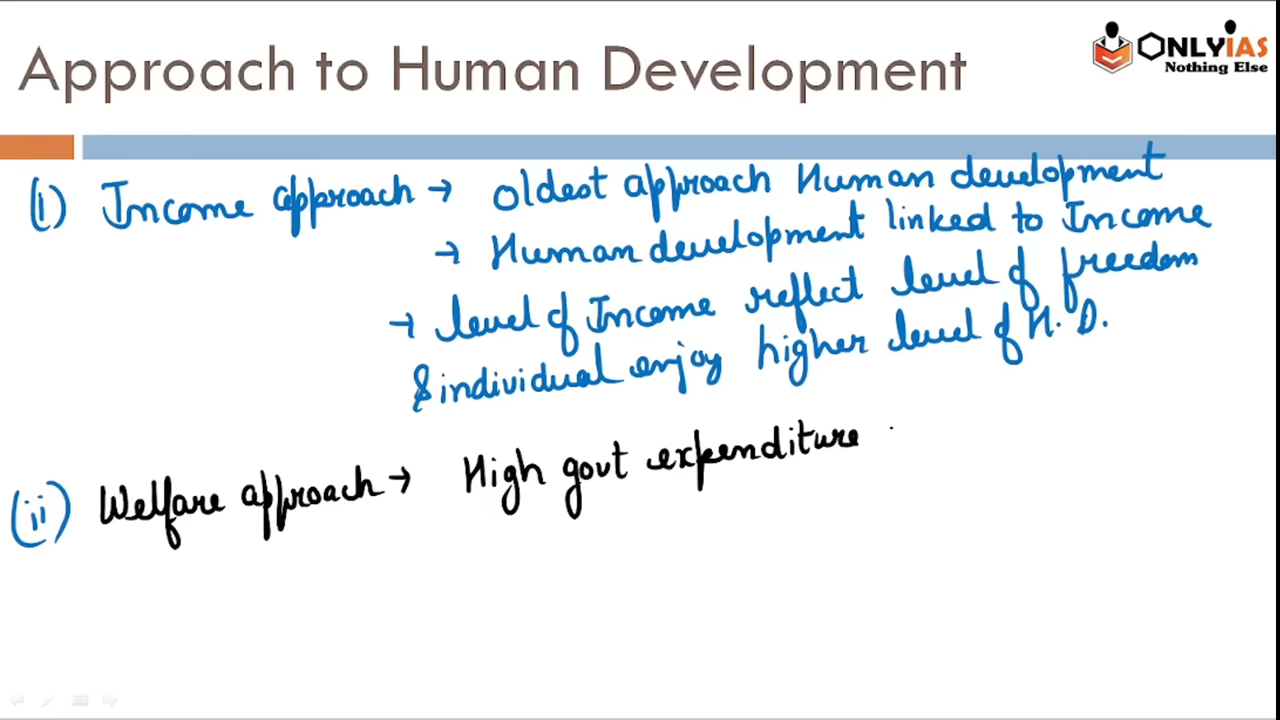 Approach to Human Development
ONLYIAS
Nothing Else
(1) Income approach → oldest approach Human development
→ Human development linked to Income
→ level of Income reflect level of freedom
& individual enjoy higher level of H.D.
(ii) Welfare approach → High govt expenditure